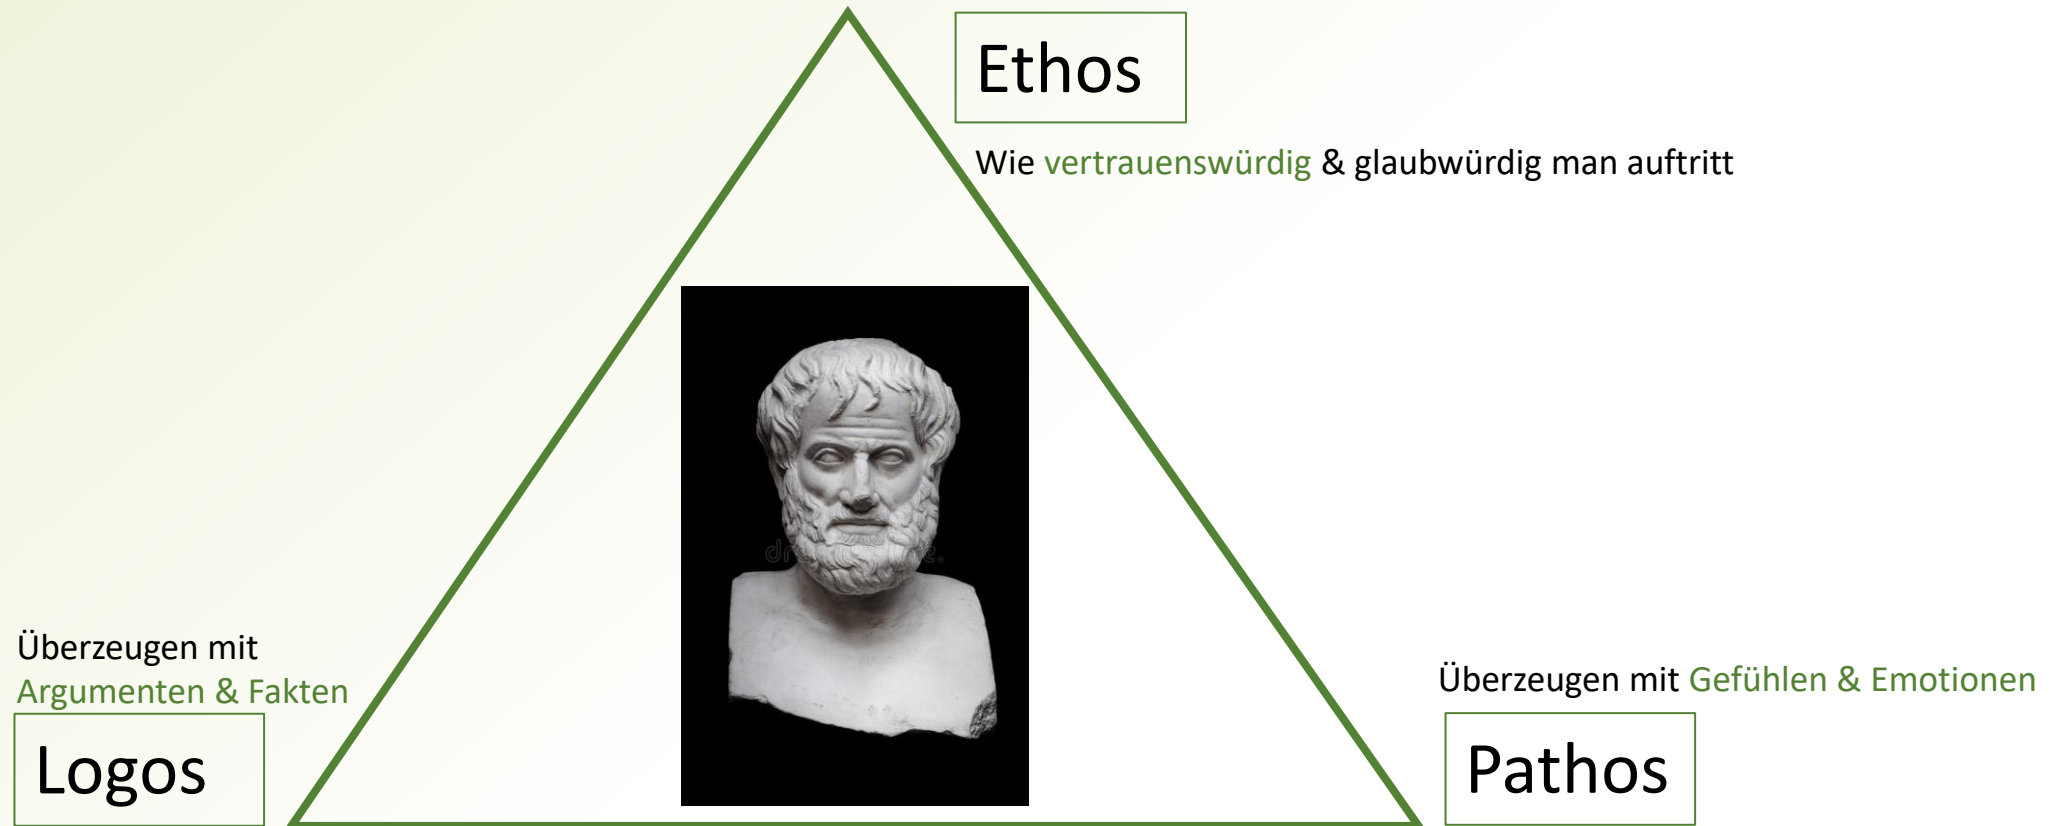 Ethos
Wie vertrauenswürdig & glaubwürdig man auftritt
Überzeugen mit
Argumenten & Fakten
Logos
Überzeugen mit Gefühlen & Emotionen
Pathos